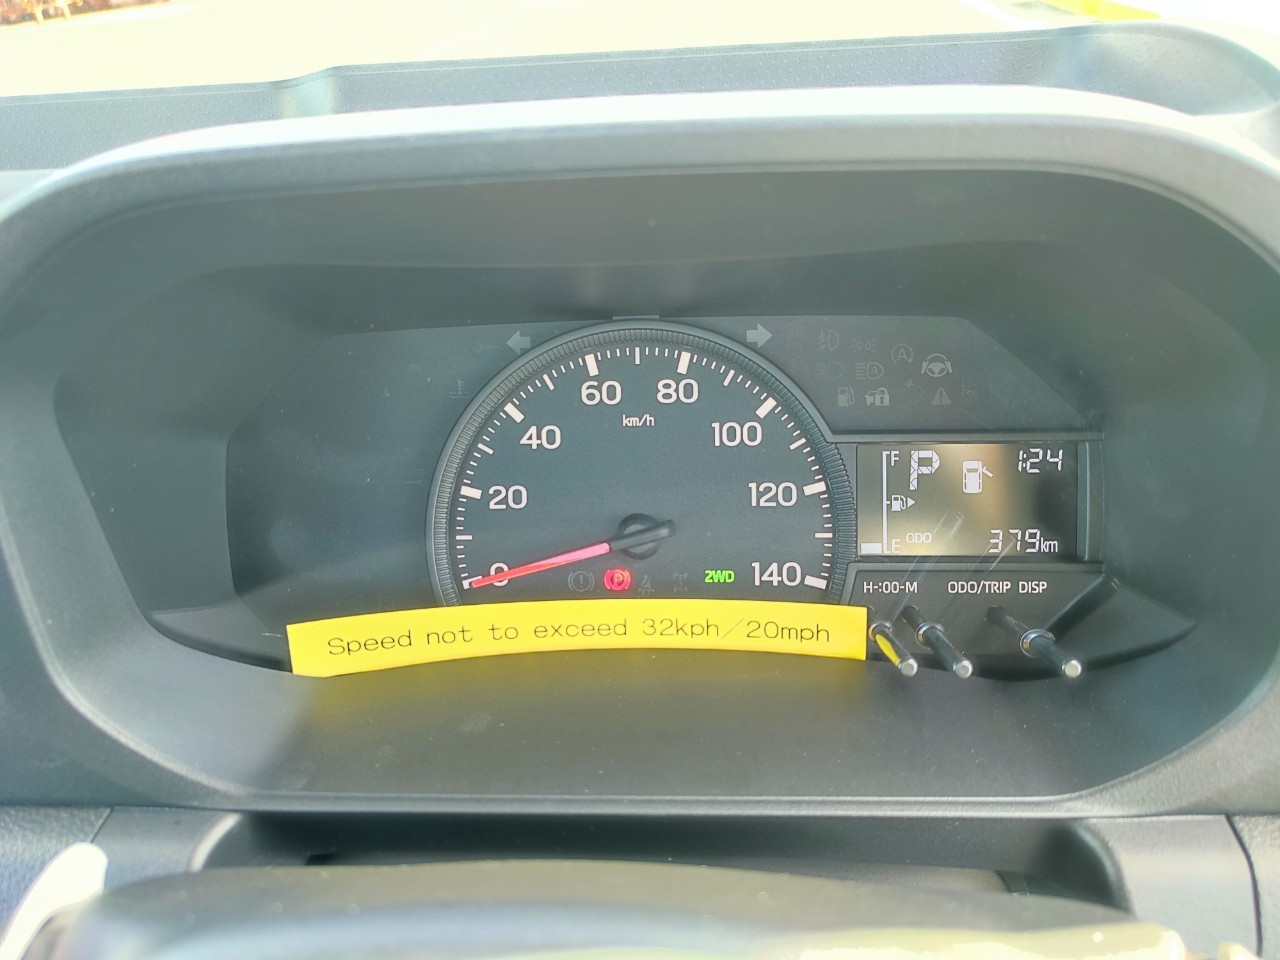 60 80
km/h
40 100
20 120
0 140
2WD
F P 1:24
E ODO 379km
H-:00-M ODO/TRIP DISP
Speed not to exceed 32kph/20mph